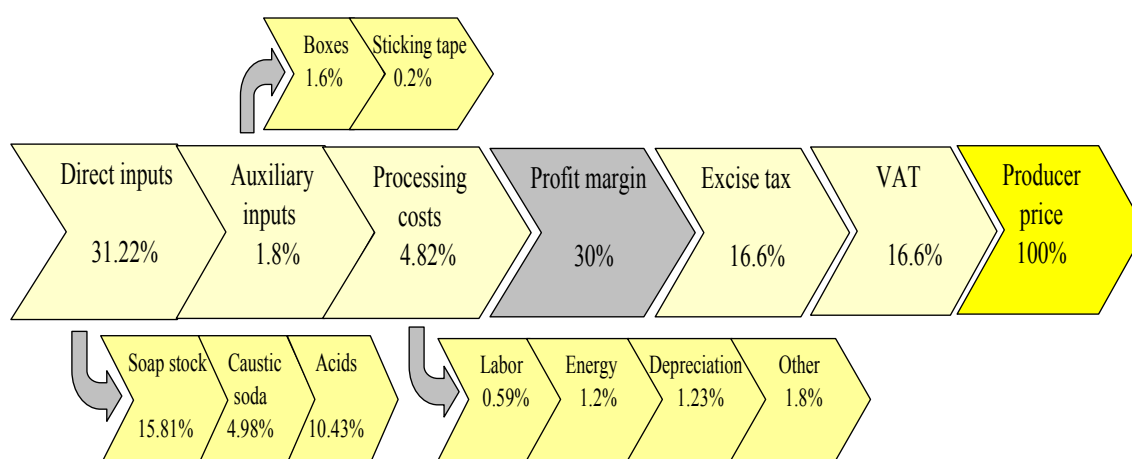 Boxes
1.6%
Sticking tape
0.2%
Direct inputs
31.22%
Auxiliary
inputs
1.8%
Processing
costs
4.82%
Profit margin
30%
Excise tax
16.6%
VAT
16.6%
Producer
price
100%
Soap stock
15.81%
Caustic
soda
4.98%
Acids
10.43%
Labor
0.59%
Energy
1.2%
Depreciation
1.23%
Other
1.8%